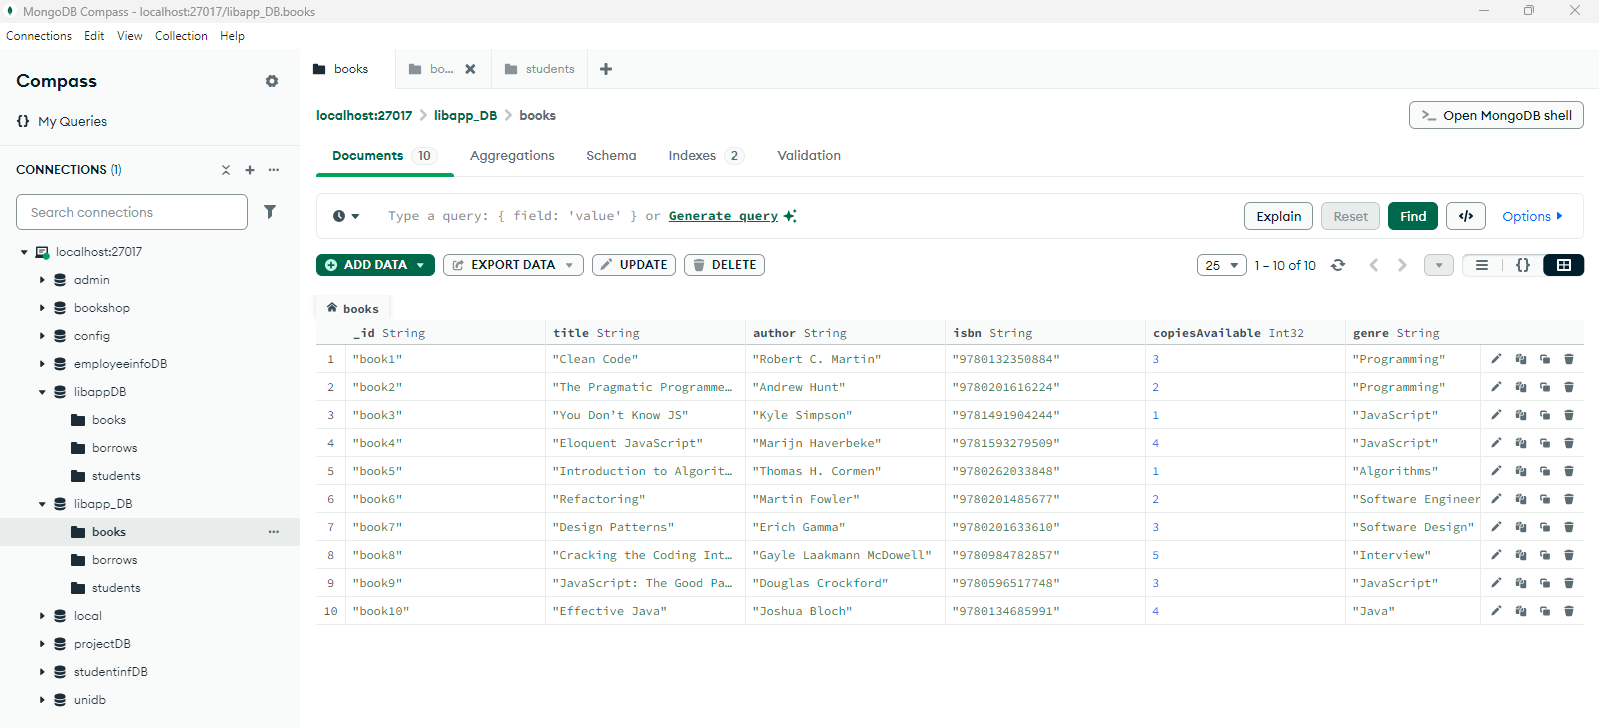 MongoDB Compass - localhost:27017/libapp_DB.books
Connections Edit View Collection Help
Compass
{} My Queries
CONNECTIONS (1)
Search connections
localhost:27017
admin
bookshop
config
employeeinfoDB
libappDB
books
borrows
students
libapp_DB
books
borrows
students
local
projectDB
studentinfDB
unidb
books bo... students
localhost:27017 > libapp_DB > books
>_ Open MongoDB shell
Documents 10 Aggregations Schema Indexes 2 Validation
Type a query: { field: 'value' } or Generate query
Explain Reset Find </> Options
ADD DATA EXPORT DATA UPDATE DELETE 25 1 – 10 of 10 {}
books
_id String title String author String isbn String copiesAvailable Int32 genre String
1 "book1" "Clean Code" "Robert C. Martin" "9780132350884" 3 "Programming"
2 "book2" "The Pragmatic Programme… "Andrew Hunt" "9780201616224" 2 "Programming"
3 "book3" "You Don’t Know JS" "Kyle Simpson" "9781491904244" 1 "JavaScript"
4 "book4" "Eloquent JavaScript" "Marijn Haverbeke" "9781593279509" 4 "JavaScript"
5 "book5" "Introduction to Algorit… "Thomas H. Cormen" "9780262033848" 1 "Algorithms"
6 "book6" "Refactoring" "Martin Fowler" "9780201485677" 2 "Software Engineer
7 "book7" "Design Patterns" "Erich Gamma" "9780201633610" 3 "Software Design"
8 "book8" "Cracking the Coding Int… "Gayle Laakmann McDowell" "9780984782857" 5 "Interview"
9 "book9" "JavaScript: The Good Pa… "Douglas Crockford" "9780596517748" 3 "JavaScript"
10 "book10" "Effective Java" "Joshua Bloch" "9780134685991" 4 "Java"